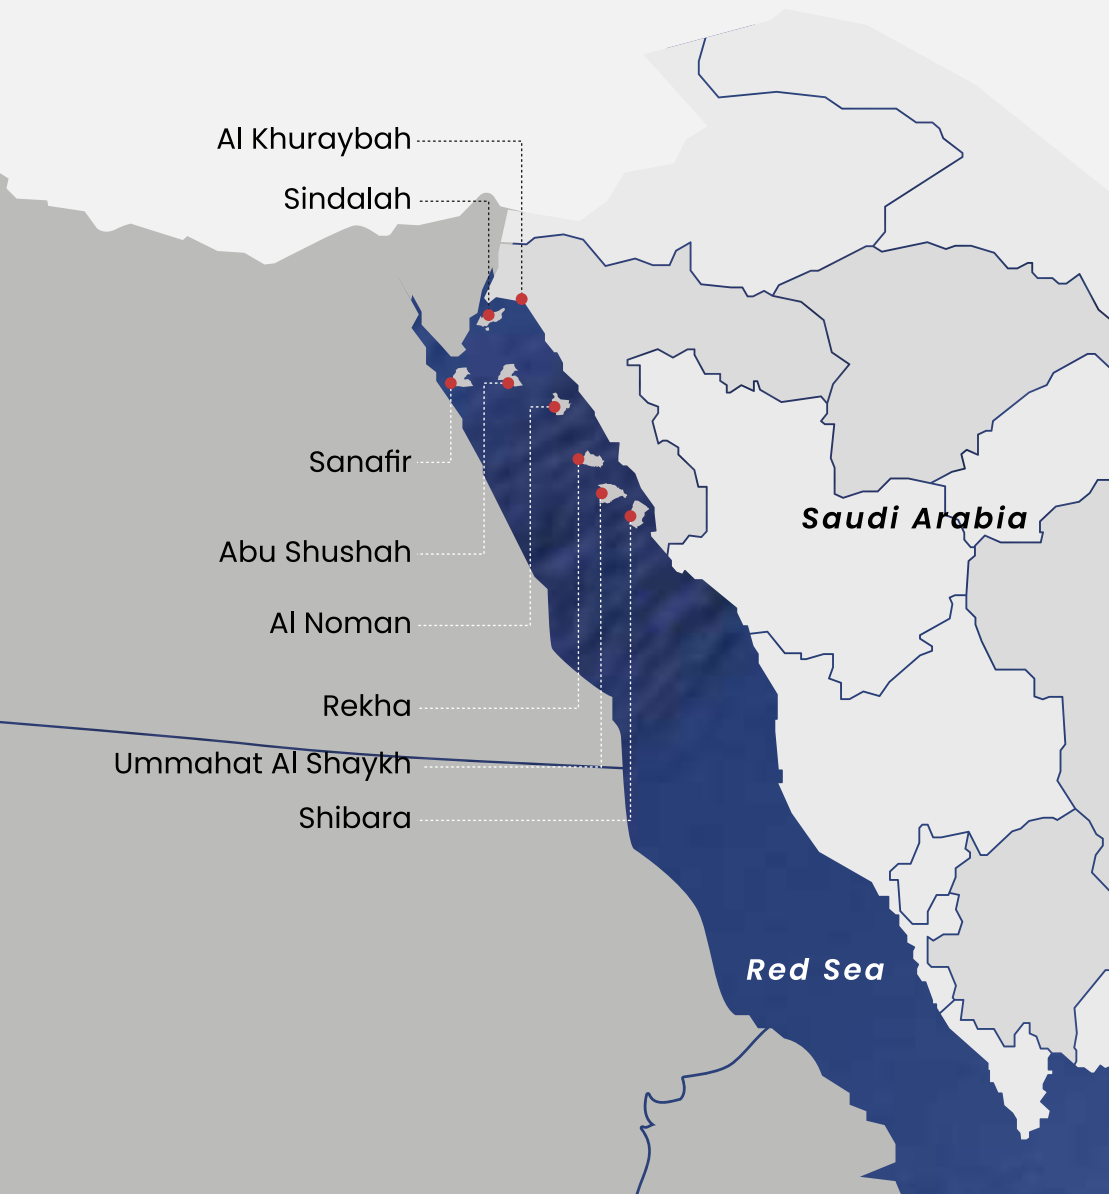 Al Khuraybah
Sindalah
Sanafir
Abu Shushah
Saudi Arabia
Al Noman
Rekha
Ummahat Al Shaykh
Shibara
Red Sea